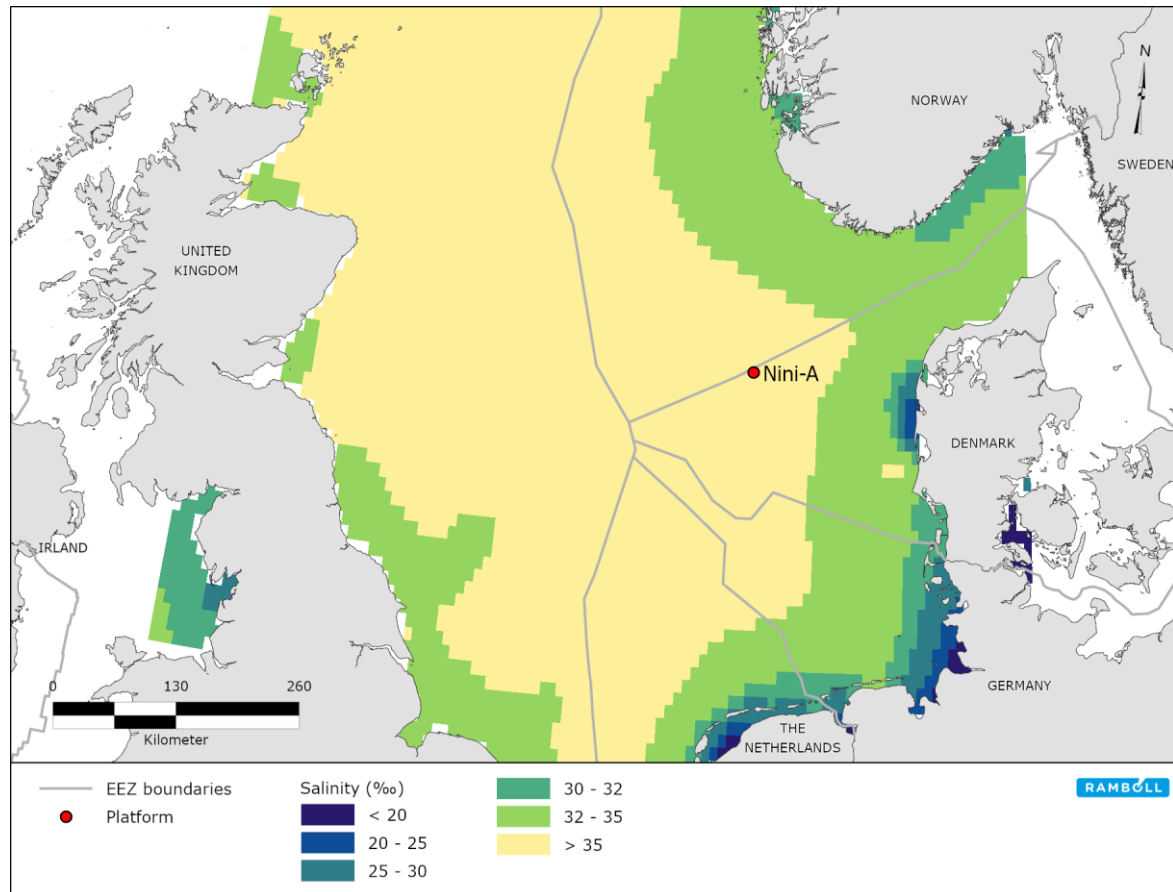 N
NORWAY
SWEDEN
UNITED
KINGDOM
Nini-A
DENMARK
IRLAND
GERMANY
THE
NETHERLANDS
0 130 260
Kilometer
EEZ boundaries
Platform
Salinity (‰)
< 20
20 - 25
25 - 30
30 - 32
32 - 35
> 35
RAMBOLL